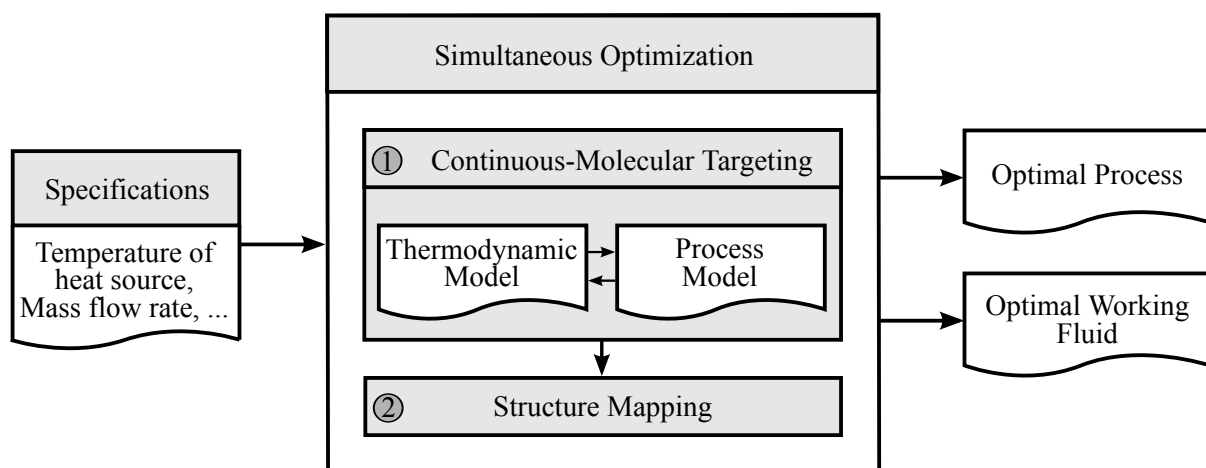 Simultaneous Optimization
Specifications
Temperature of
heat source,
Mass flow rate, ...
1 Continuous-Molecular Targeting
Thermodynamic
Model
Process
Model
2 Structure Mapping
Optimal Process
Optimal Working
Fluid